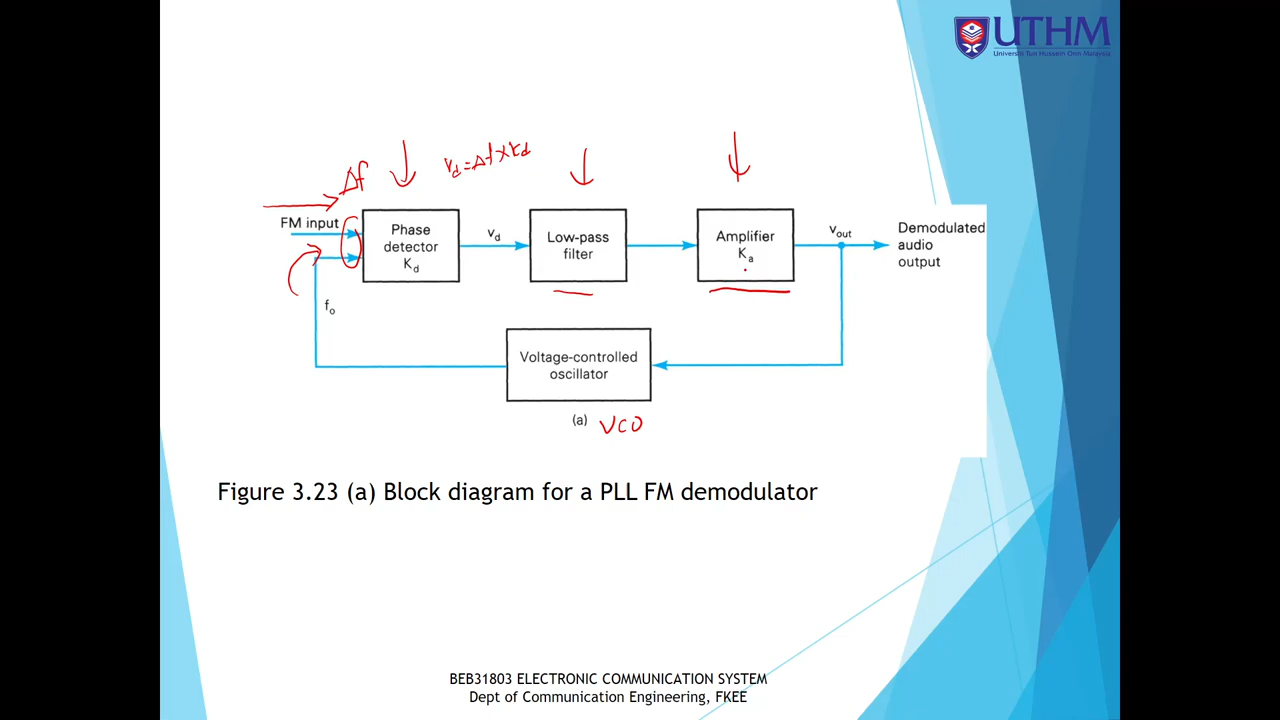 UTHM
Universiti Tun Hussein Onn Malaysia
Δf
vd = Δf x Kd
FM input
Phase
detector
Kd
vd
Low-pass
filter
Amplifier
Ka
vout
Demodulated
audio
output
fo
Voltage-controlled
oscillator
(a)
VCO
Figure 3.23 (a) Block diagram for a PLL FM demodulator
BEB31803 ELECTRONIC COMMUNICATION SYSTEM
Dept of Communication Engineering, FKEE